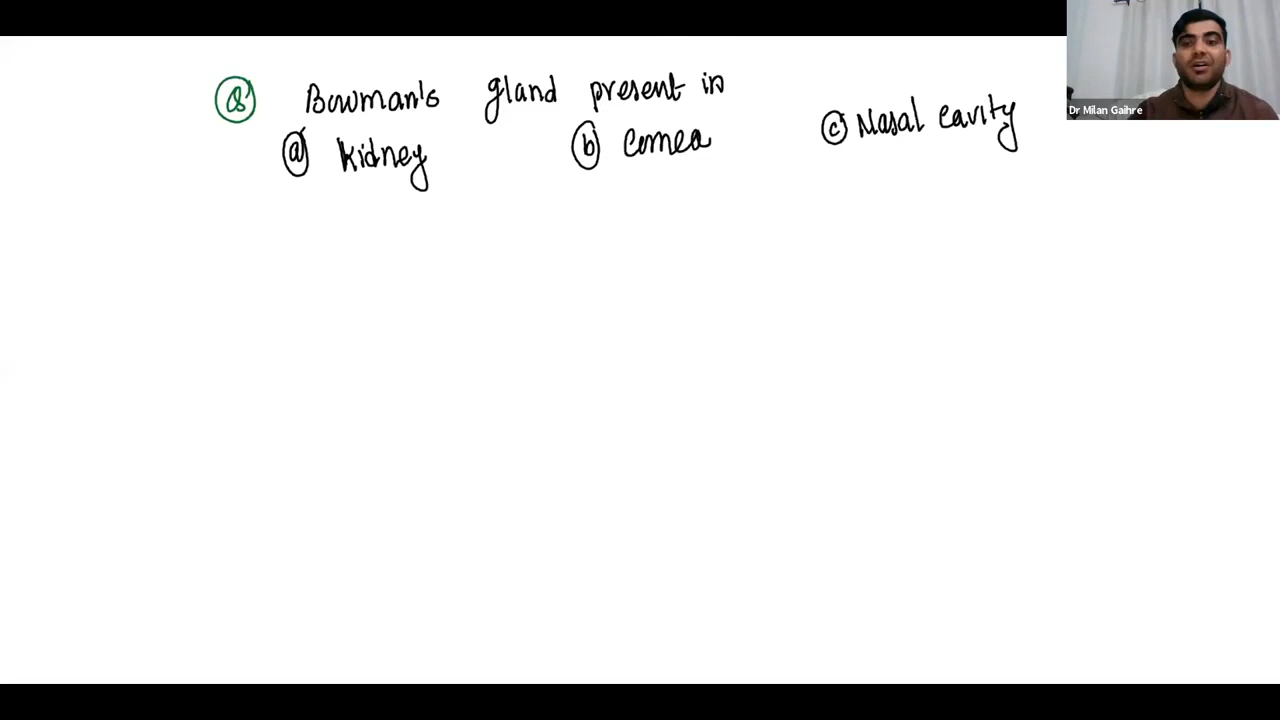 Q Bowman's gland present in
a Kidney b Cornea c Nasal cavity
Dr Milan Gaihre